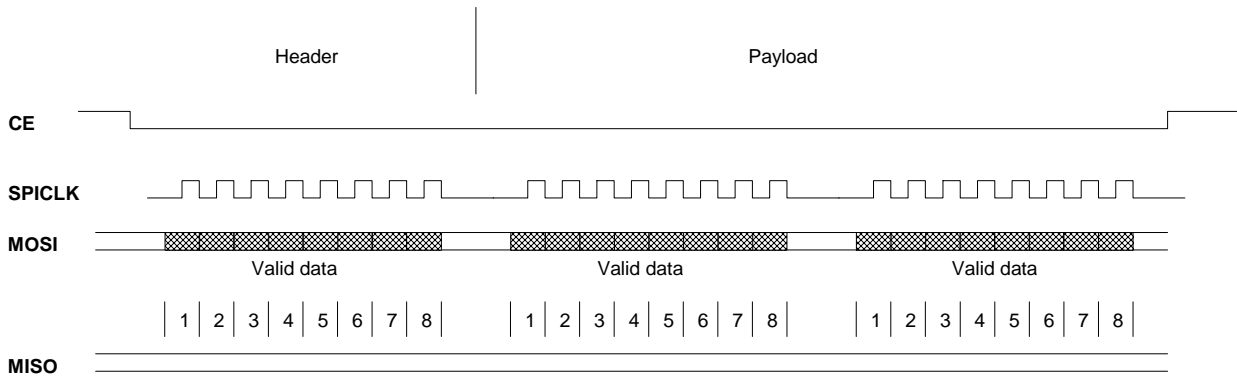 Header Payload
CE
SPICLK
MOSI
Valid data Valid data Valid data
1 2 3 4 5 6 7 8 1 2 3 4 5 6 7 8 1 2 3 4 5 6 7 8
MISO